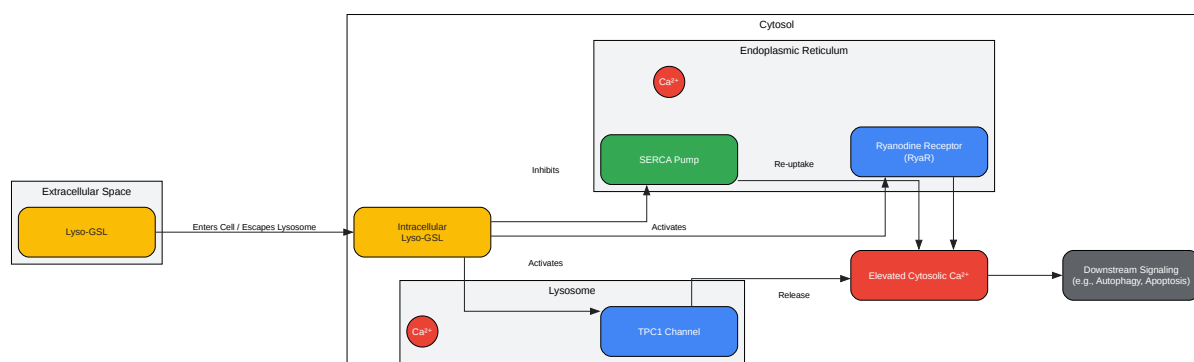 Cytosol
Endoplasmic Reticulum
Ca²⁺
SERCA Pump
Ryanodine Receptor
(RyaR)
Re-uptake
Inhibits
Extracellular Space
Lyso-GSL
Enters Cell / Escapes Lysosome
Intracellular
Lyso-GSL
Activates
Activates
Elevated Cytosolic Ca²⁺
Downstream Signaling
(e.g., Autophagy, Apoptosis)
Lysosome
Release
Ca²⁺
TPC1 Channel